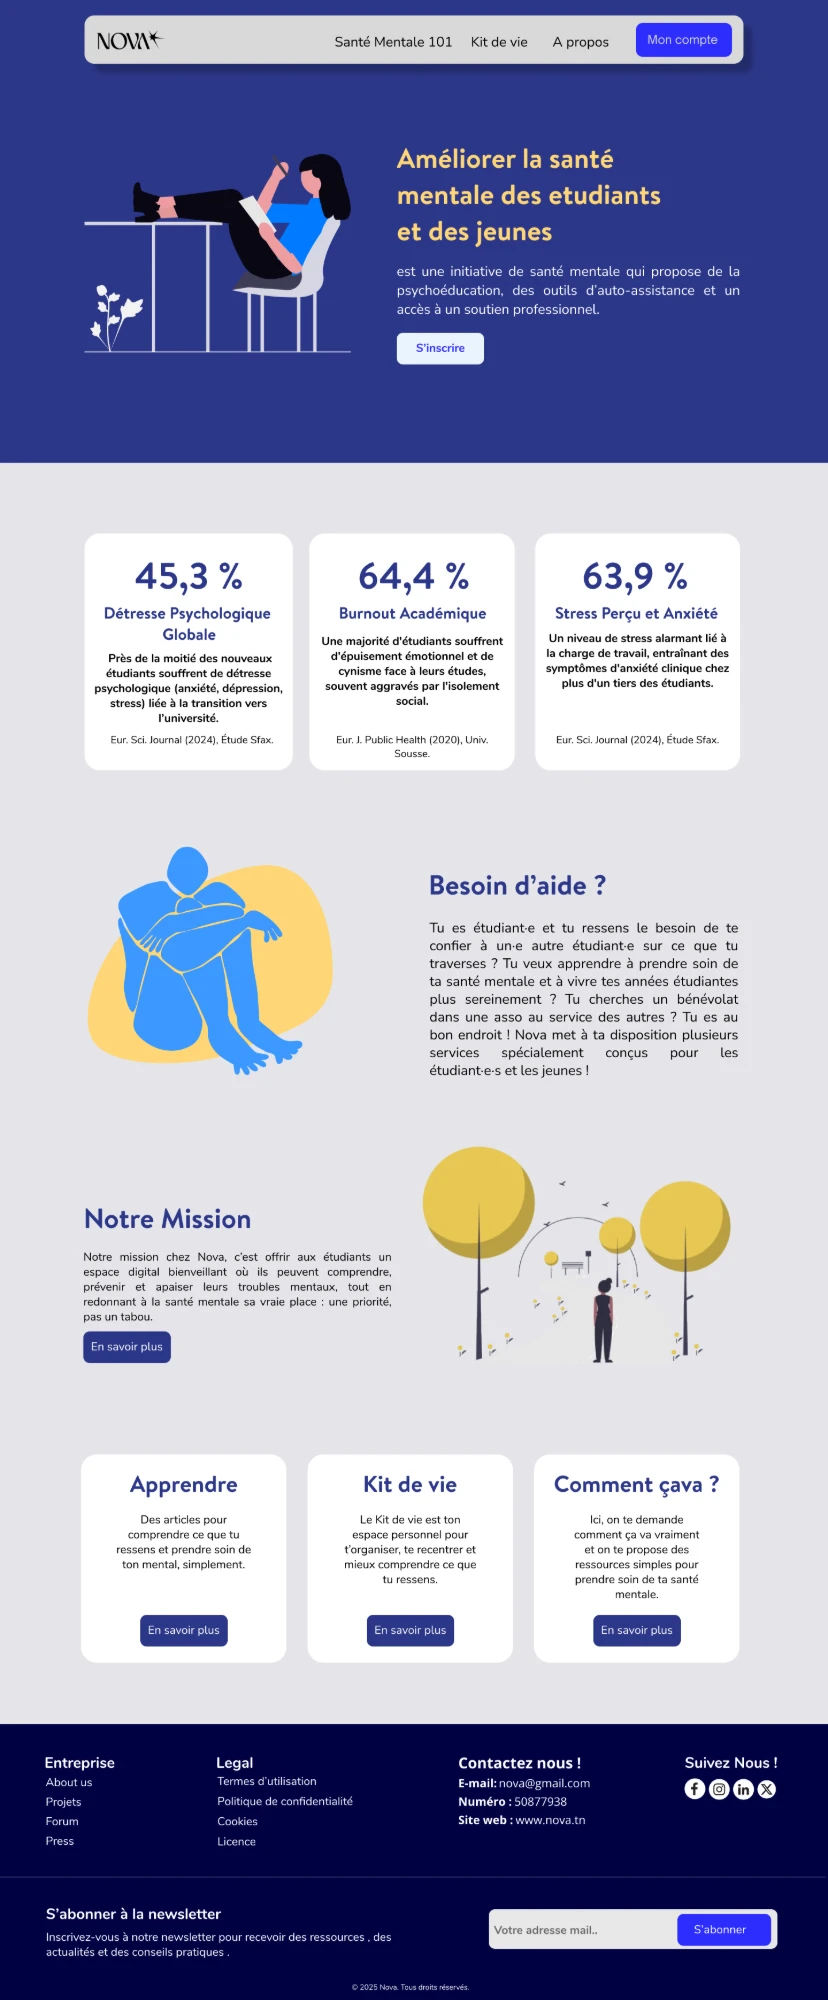 NOVA
Santé Mentale 101
Kit de vie
A propos
Mon compte
Améliorer la santé
mentale des etudiants
et des jeunes
est une initiative de santé mentale qui propose de la
psychoéducation, des outils d’auto-assistance et un
accès à un soutien professionnel.
S’inscrire
45,3 %
Détresse Psychologique
Globale
Près de la moitié des nouveaux
étudiants souffrent de détresse
psychologique (anxiété, dépression,
stress) liée à la transition vers
l’université.
Eur. Sci. Journal (2024), Étude Sfax.
64,4 %
Burnout Académique
Une majorité d'étudiants souffrent
d'épuisement émotionnel et de
cynisme face à leurs études,
souvent aggravés par l'isolement
social.
Eur. J. Public Health (2020), Univ.
Sousse.
63,9 %
Stress Perçu et Anxiété
Un niveau de stress alarmant lié à
la charge de travail, entraînant des
symptômes d'anxiété clinique chez
plus d'un tiers des étudiants.
Eur. Sci. Journal (2024), Étude Sfax.
Besoin d’aide ?
Tu es étudiant·e et tu ressens le besoin de te
confier à un·e autre étudiant·e sur ce que tu
traverses ? Tu veux apprendre à prendre soin de
ta santé mentale et à vivre tes années étudiantes
plus sereinement ? Tu cherches un bénévolat
dans une asso au service des autres ? Tu es au
bon endroit ! Nova met à ta disposition plusieurs
services spécialement conçus pour les
étudiant·e·s et les jeunes !
Notre Mission
Notre mission chez Nova, c’est offrir aux étudiants un
espace digital bienveillant où ils peuvent comprendre,
prévenir et apaiser leurs troubles mentaux, tout en
redonnant à la santé mentale sa vraie place : une priorité,
pas un tabou.
En savoir plus
Apprendre
Des articles pour
comprendre ce que tu
ressens et prendre soin de
ton mental, simplement.
En savoir plus
Kit de vie
Le Kit de vie est ton
espace personnel pour
t’organiser, te recentrer et
mieux comprendre ce que
tu ressens.
En savoir plus
Comment çava ?
Ici, on te demande
comment ça va vraiment
et on te propose des
ressources simples pour
prendre soin de ta santé
mentale.
En savoir plus
Entreprise
About us
Projets
Forum
Press
Legal
Termes d’utilisation
Politique de confidentialité
Cookies
Licence
Contactez nous !
E-mail: nova@gmail.com
Numéro : 50877938
Site web : www.nova.tn
Suivez Nous !
S’abonner à la newsletter
Inscrivez-vous à notre newsletter pour recevoir des ressources , des
actualités et des conseils pratiques .
Votre adresse mail..
S’abonner
© 2025 Nova. Tous droits réservés.